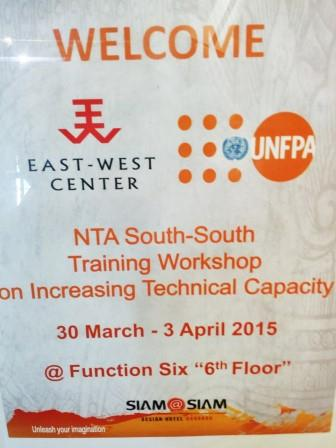 WELCOME
EAST-WEST
CENTER
UNFPA
NTA South-South
Training Workshop
on Increasing Technical Capacity
30 March - 3 April 2015
@ Function Six “6th Floor”
SIAM@SIAM
DESIGN HOTEL BANGKOK
Unleash your imagination